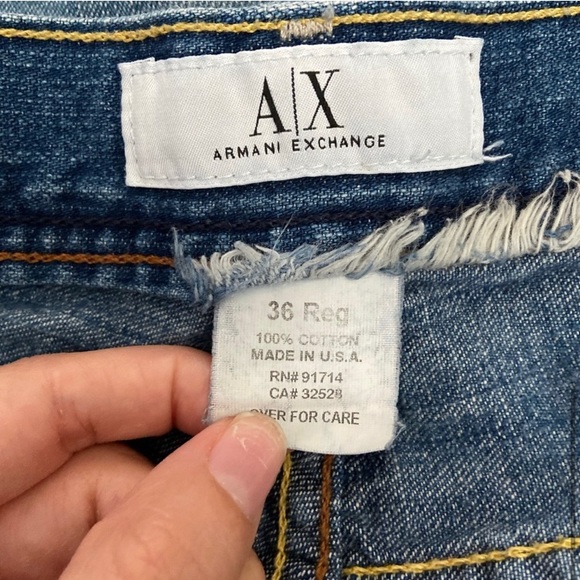 A|X
ARMANI EXCHANGE
36 Reg
100% COTTON
MADE IN U.S.A.
RN# 91714
CA# 32528
OVER FOR CARE